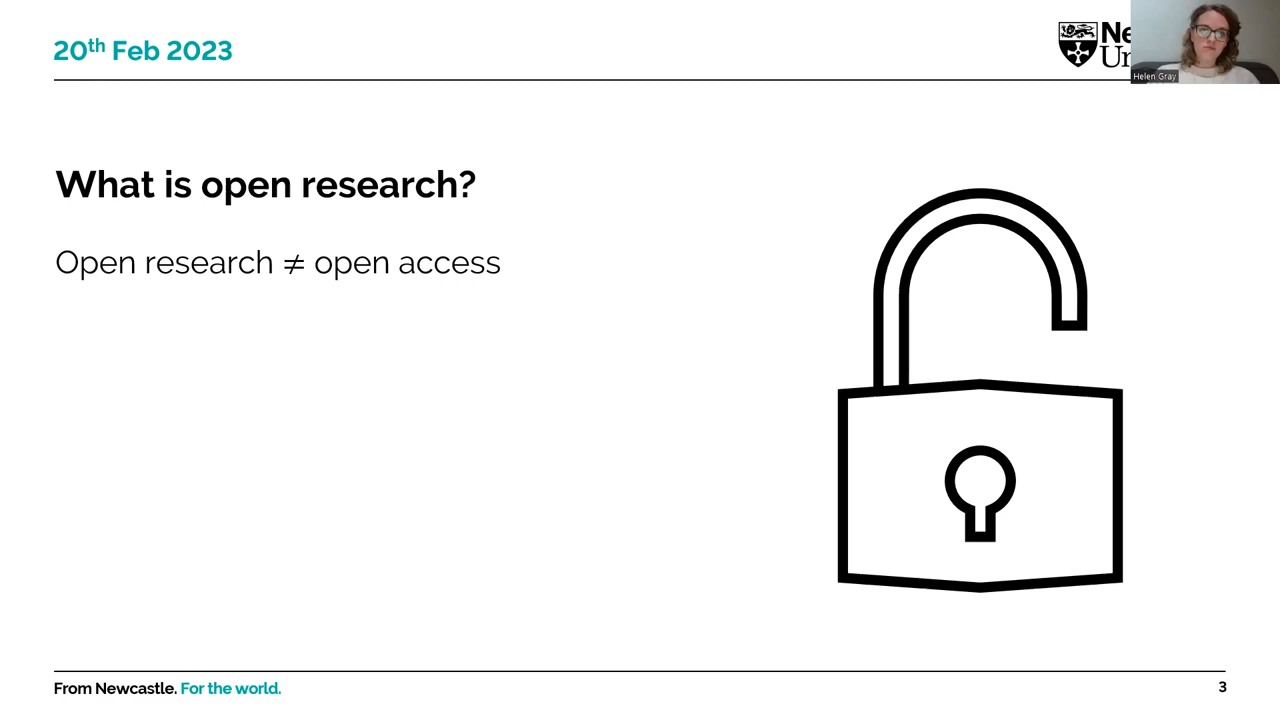 20th Feb 2023
Helen Gray
What is open research?
Open research ≠ open access
From Newcastle. For the world.
3